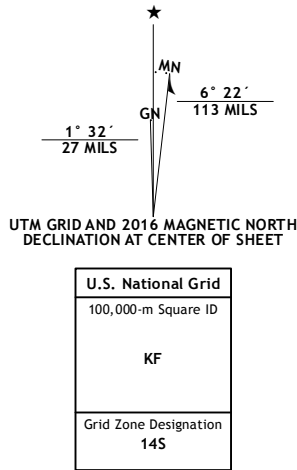 ★
MN
GN
6° 22´
113 MILS
1° 32´
27 MILS
UTM GRID AND 2016 MAGNETIC NORTH
DECLINATION AT CENTER OF SHEET
U.S. National Grid
100,000-m Square ID
KF
Grid Zone Designation
14S